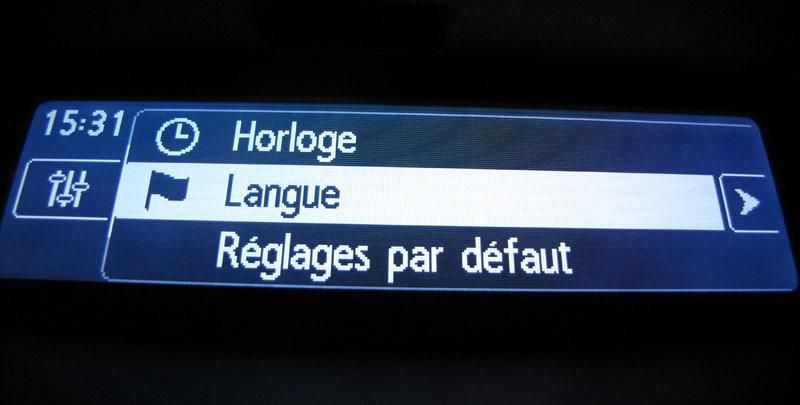 15:31
Horloge
Langue
Réglages par défaut